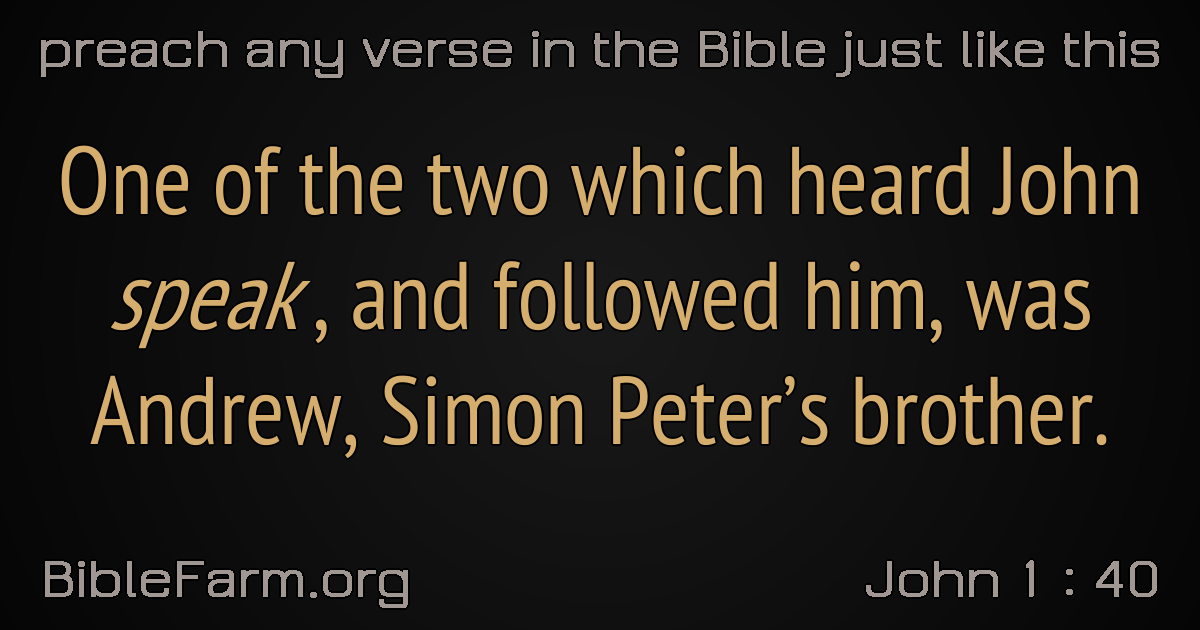 preach any verse in the Bible just like this
One of the two which heard John
speak , and followed him, was
Andrew, Simon Peter’s brother.
BibleFarm.org
John 1 : 40